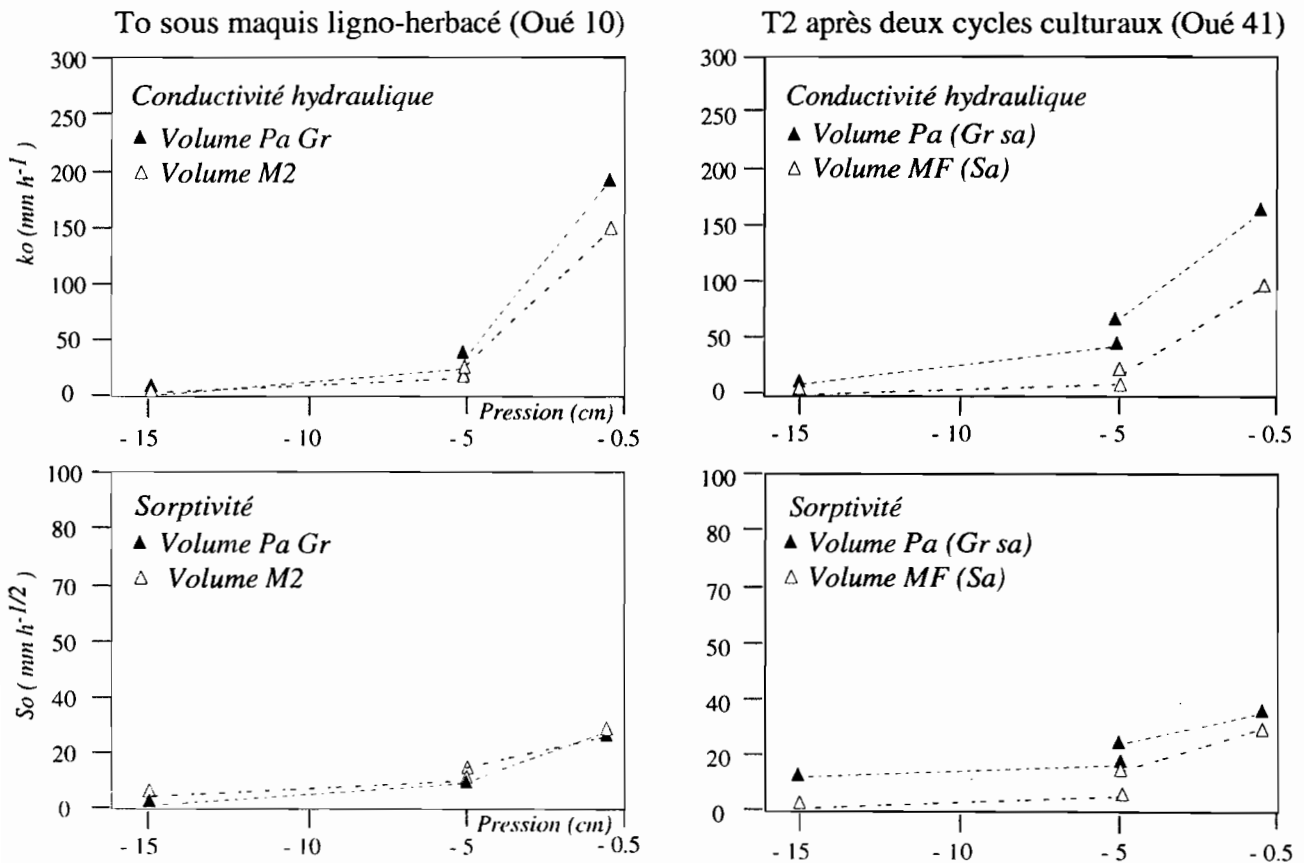 To sous maquis ligno-herbacé (Oué 10)
Conductivité hydraulique
▲ Volume Pa Gr
△ Volume M2
ko (mm h-1)
300
250
200
150
100
50
0
Pression (cm)
- 15
- 10
- 5
- 0.5
T2 après deux cycles culturaux (Oué 41)
Conductivité hydraulique
▲ Volume Pa (Gr sa)
△ Volume MF (Sa)
300
250
200
150
100
50
0
- 15
- 10
- 5
- 0.5
Sorptivité
▲ Volume Pa Gr
△ Volume M2
So ( mm h-1/2)
100
80
70
50
40
20
0
Pression (cm)
- 15
- 10
- 5
- 0.5
Sorptivité
▲ Volume Pa (Gr sa)
△ Volume MF (Sa)
100
80
70
50
40
20
0
- 15
- 10
- 5
- 0.5